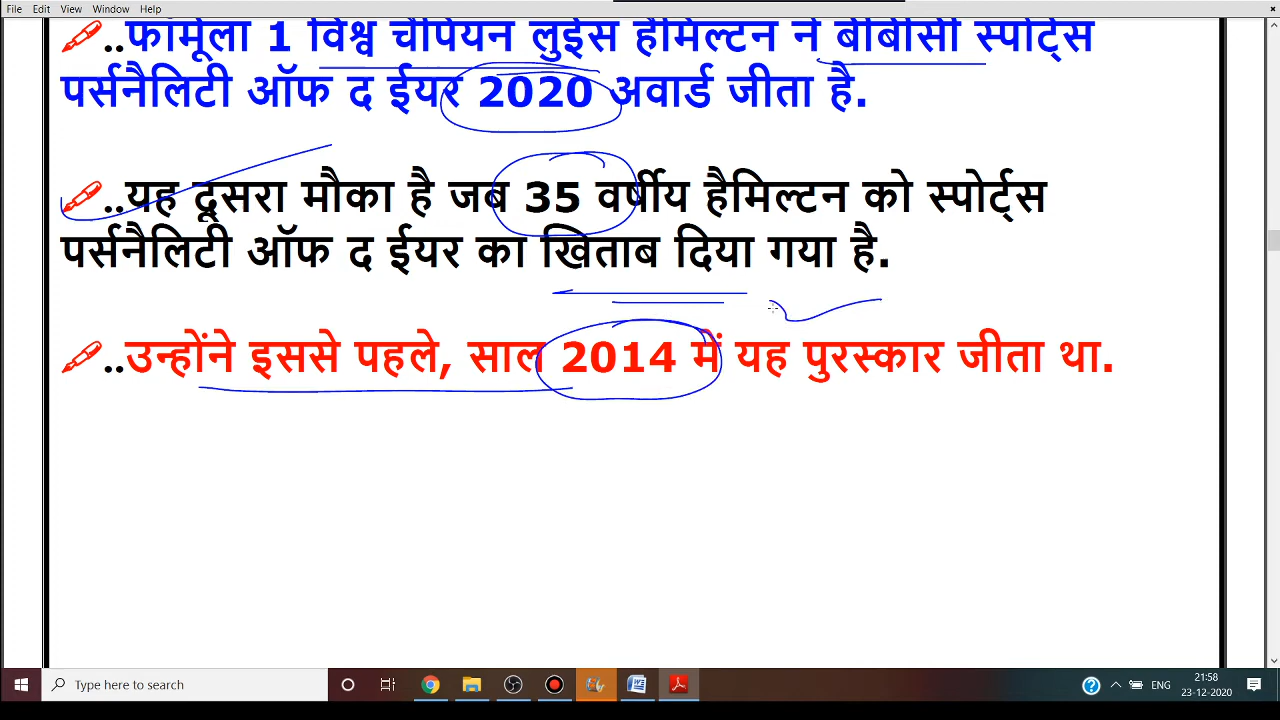 File Edit View Window Help
..फॉर्मूला 1 विश्व चैंपियन लुईस हैमिल्टन ने बीबीसी स्पोर्ट्स
पर्सनैलिटी ऑफ द ईयर 2020 अवार्ड जीता है.
..यह दूसरा मौका है जब 35 वर्षीय हैमिल्टन को स्पोर्ट्स
पर्सनैलिटी ऑफ द ईयर का खिताब दिया गया है.
..उन्होंने इससे पहले, साल 2014 में यह पुरस्कार जीता था.
Type here to search
ENG
21:58
23-12-2020